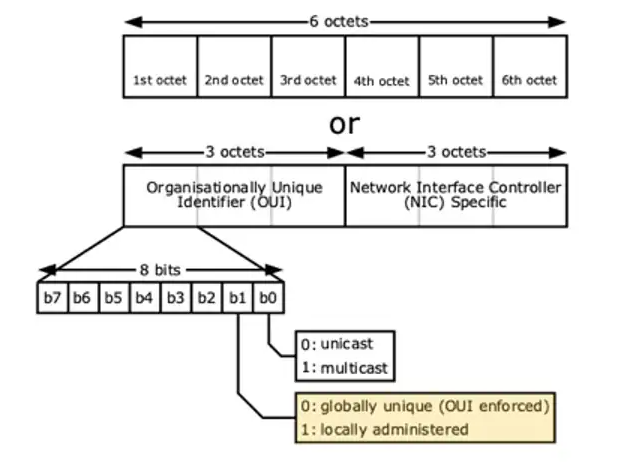 6 octets
1st octet 2nd octet 3rd octet 4th octet 5th octet 6th octet
or
3 octets 3 octets
Organisationally Unique
Identifier (OUI)
Network Interface Controller
(NIC) Specific
8 bits
b7 b6 b5 b4 b3 b2 b1 b0
0: unicast
1: multicast
0: globally unique (OUI enforced)
1: locally administered